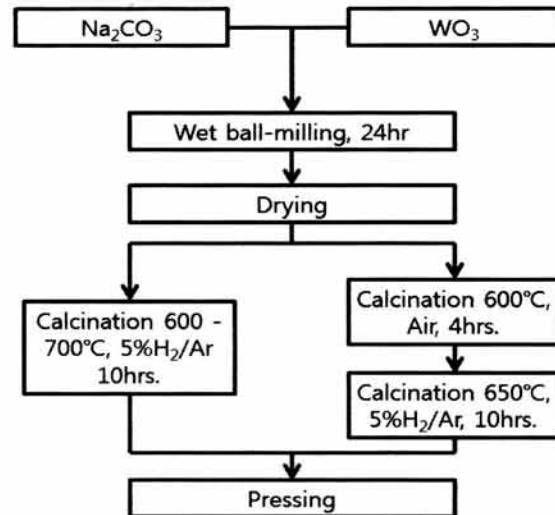 Na₂CO₃
WO₃
Wet ball-milling, 24hr
Drying
Calcination 600 -
700℃, 5%H₂/Ar
10hrs.
Calcination 600℃,
Air, 4hrs.
Calcination 650℃,
5%H₂/Ar, 10hrs.
Pressing